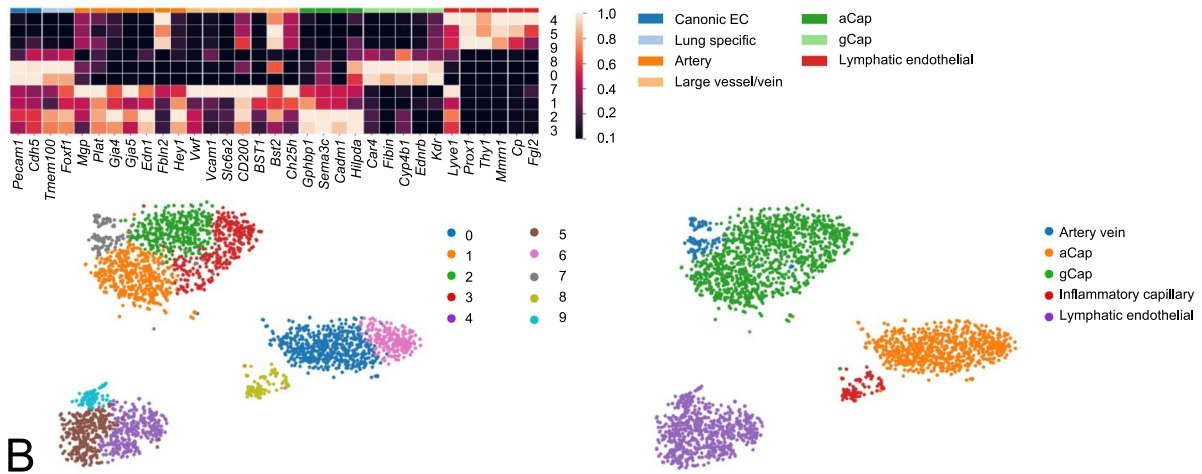 4
5
9
8
0
7
1
2
3
1.0
0.8
0.6
0.4
0.2
0.1
Canonic EC
Lung specific
Artery
Large vessel/vein
aCap
gCap
Lymphatic endothelial
Pecam1
Cdh5
Tmem100
Foxf1
Mgp
Plat
Gja4
Gja5
Edn1
Fbln2
Hey1
Vwf
Vcam1
Slc6a2
CD200
BST1
Bst2
Ch25h
Gphbp1
Sema3c
Cadm1
Hilpda
Car4
Fibin
Cyp4b1
Ednrb
Kdr
Lyve1
Prox1
Thy1
Mmrn1
Cp
Fgl2
0
1
2
3
4
5
6
7
8
9
Artery vein
aCap
gCap
Inflammatory capillary
Lymphatic endothelial
B